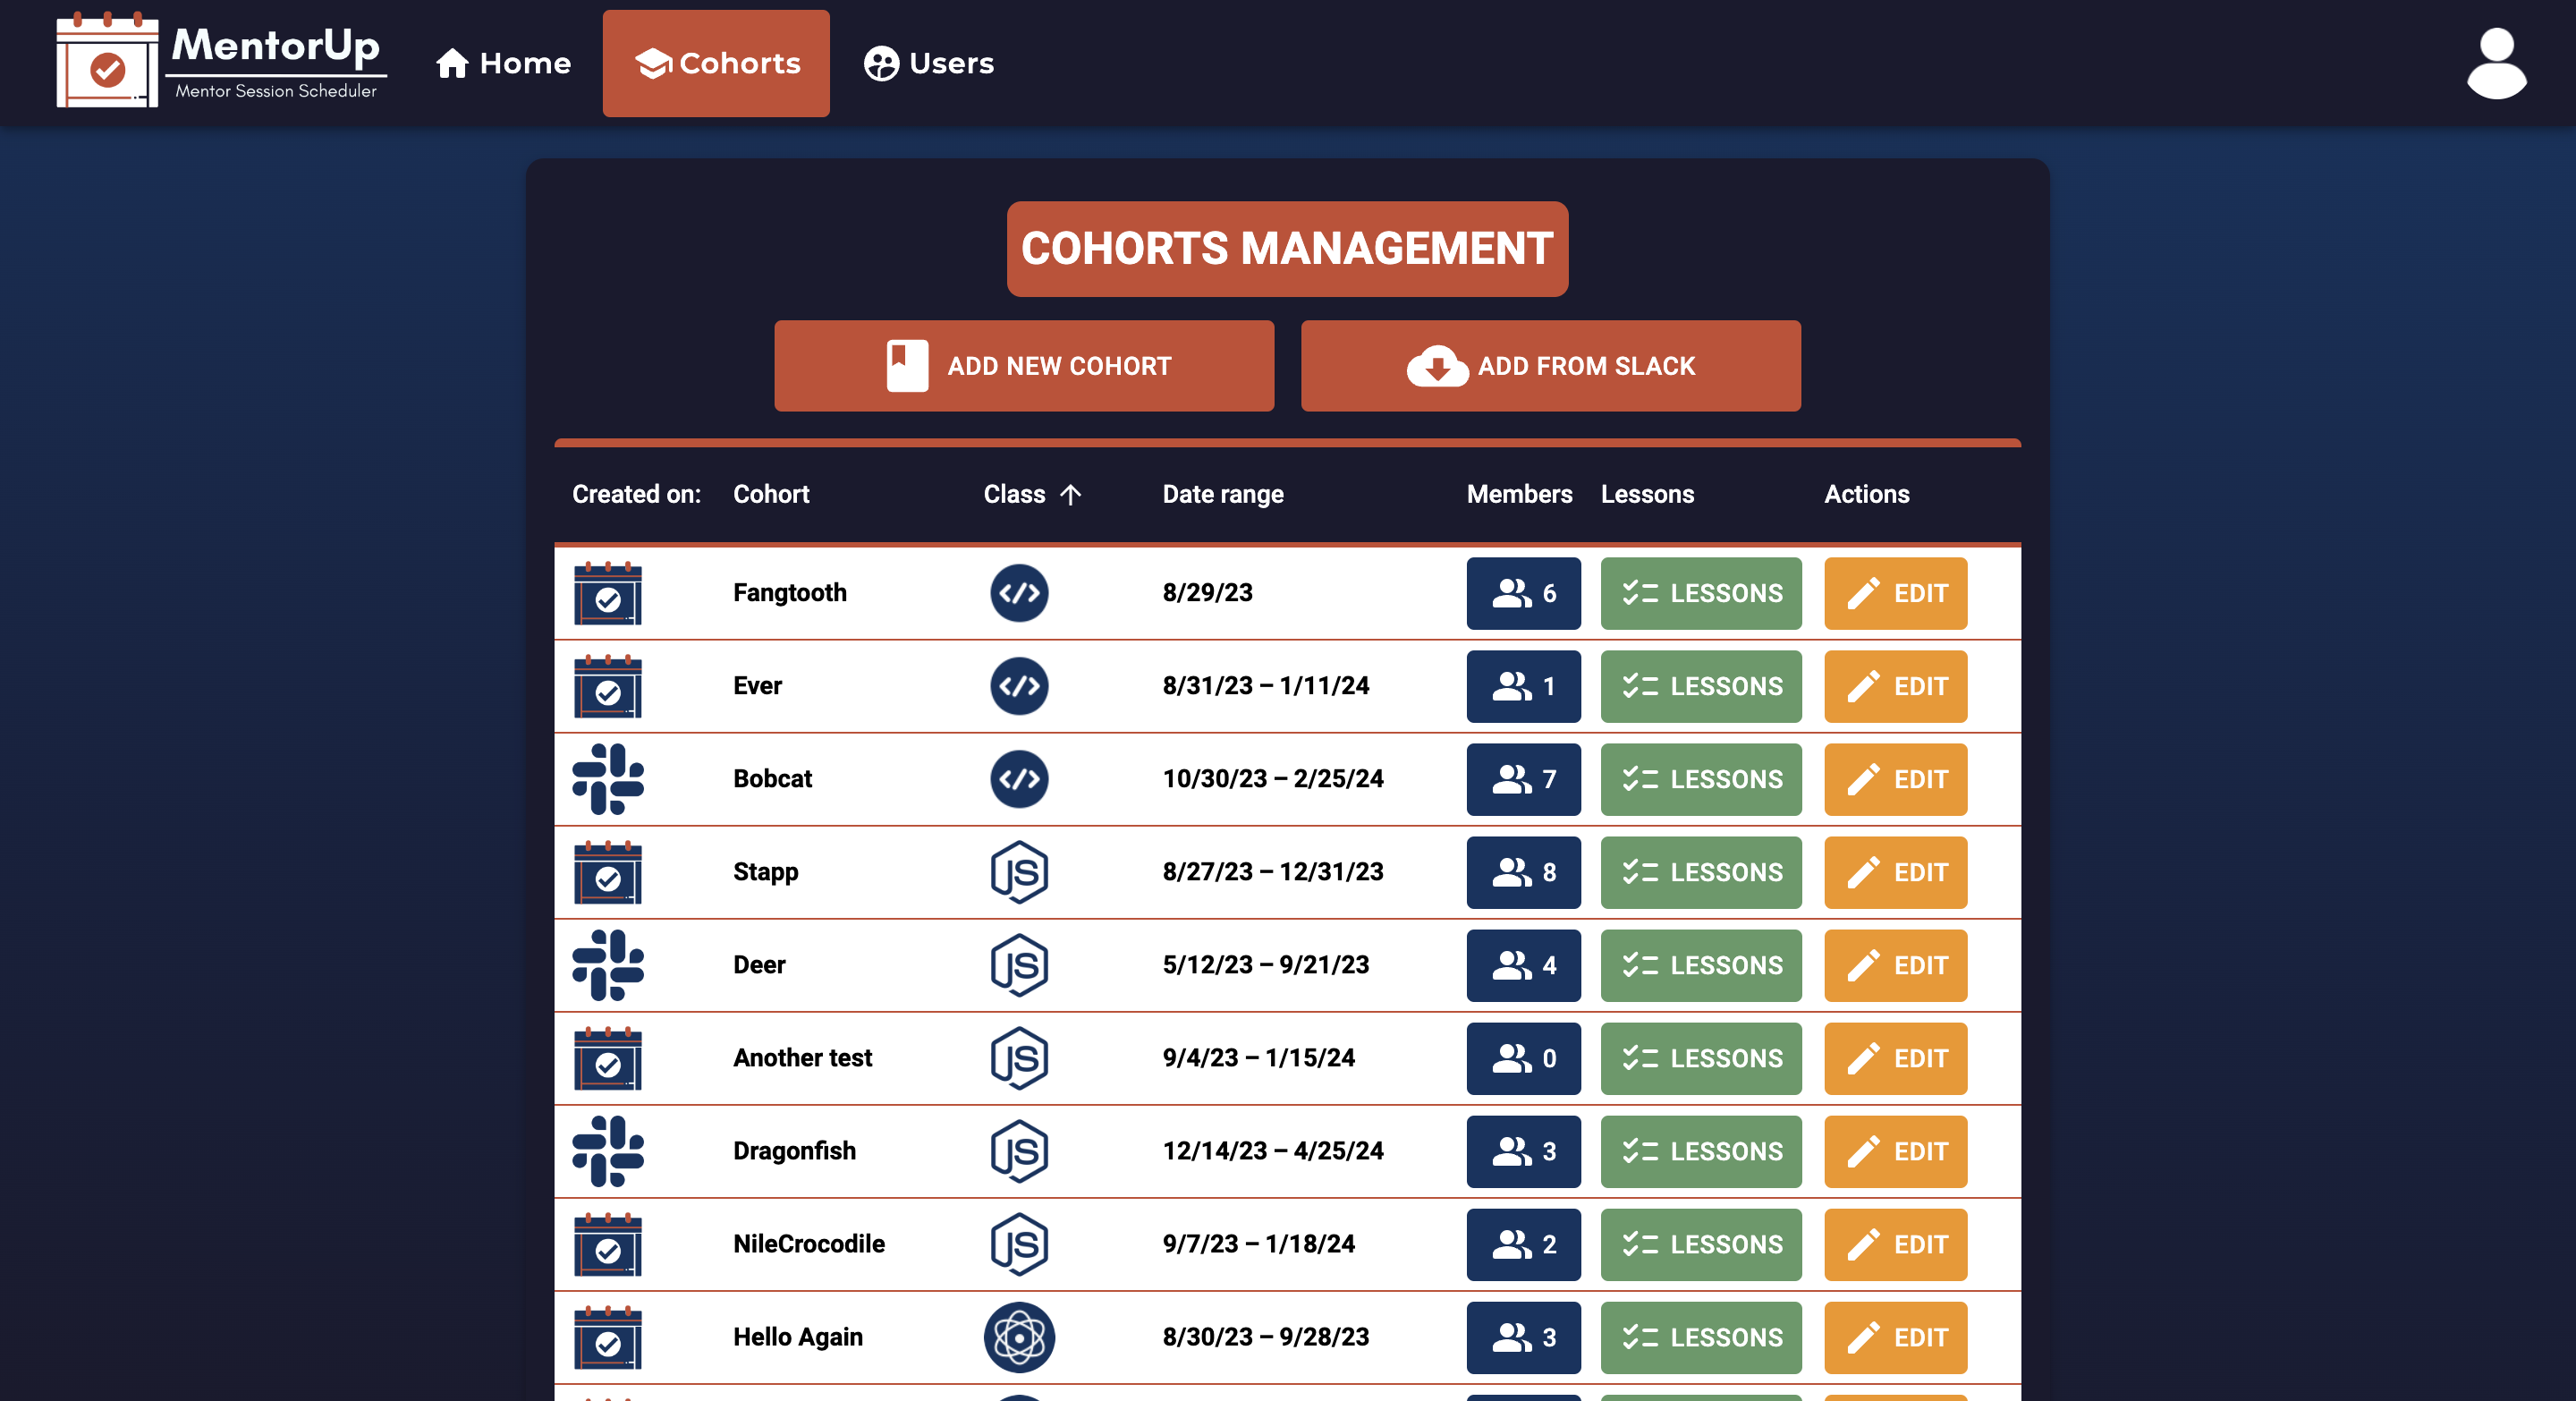 MentorUp
Mentor Session Scheduler
Home
Cohorts
Users
COHORTS MANAGEMENT
ADD NEW COHORT
ADD FROM SLACK
Created on: Cohort Class Date range Members Lessons Actions
Fangtooth </> 8/29/23 6 LESSONS EDIT
Ever </> 8/31/23 – 1/11/24 1 LESSONS EDIT
Bobcat </> 10/30/23 – 2/25/24 7 LESSONS EDIT
Stapp JS 8/27/23 – 12/31/23 8 LESSONS EDIT
Deer JS 5/12/23 – 9/21/23 4 LESSONS EDIT
Another test JS 9/4/23 – 1/15/24 0 LESSONS EDIT
Dragonfish JS 12/14/23 – 4/25/24 3 LESSONS EDIT
NileCrocodile JS 9/7/23 – 1/18/24 2 LESSONS EDIT
Hello Again 8/30/23 – 9/28/23 3 LESSONS EDIT